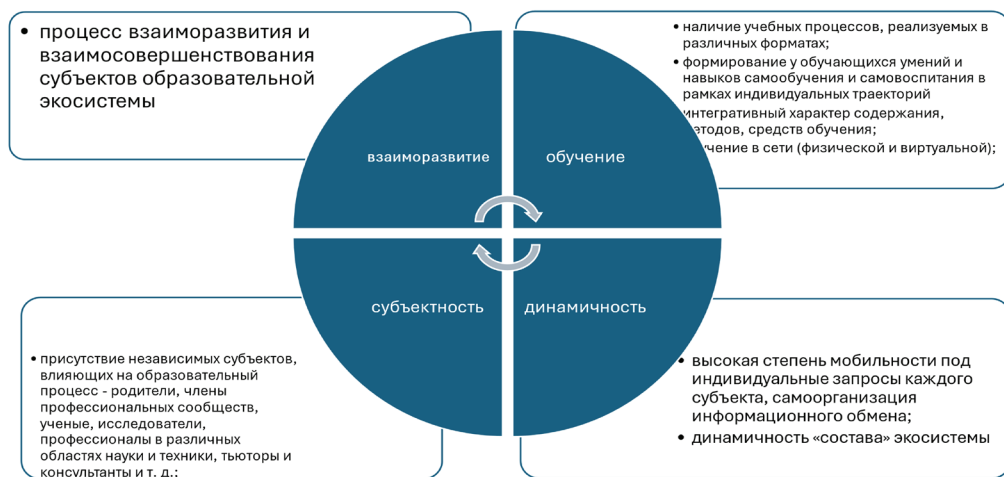 • процесс взаиморазвития и
взаимосовершенствования
субъектов образовательной
экосистемы
• наличие учебных процессов, реализуемых в
различных форматах;
• формирование у обучающихся умений и
навыков самообучения и самовоспитания в
рамках индивидуальных траекторий
интегративный характер содержания,
методов, средств обучения;
в сети (физической и виртуальной);
взаиморазвитие
обучение
субъектность
динамичность
• присутствие независимых субъектов,
влияющих на образовательный
процесс - родители, члены
профессиональных сообществ,
ученые, исследователи,
профессионалы в различных
областях науки и техники, тьюторы и
консультанты и т. д.;
• высокая степень мобильности под
индивидуальные запросы каждого
субъекта, самоорганизация
информационного обмена;
• динамичность «состава» экосистемы